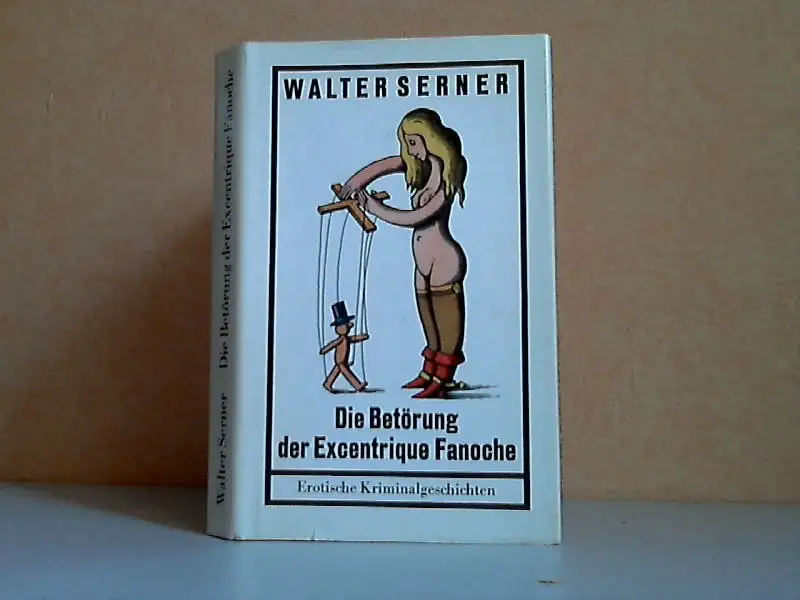 WALTER SERNER
Die Betörung
der Excentrique Fanoche
Erotische Kriminalgeschichten
Walter Serner Die Betörung der Excentrique Fanoche